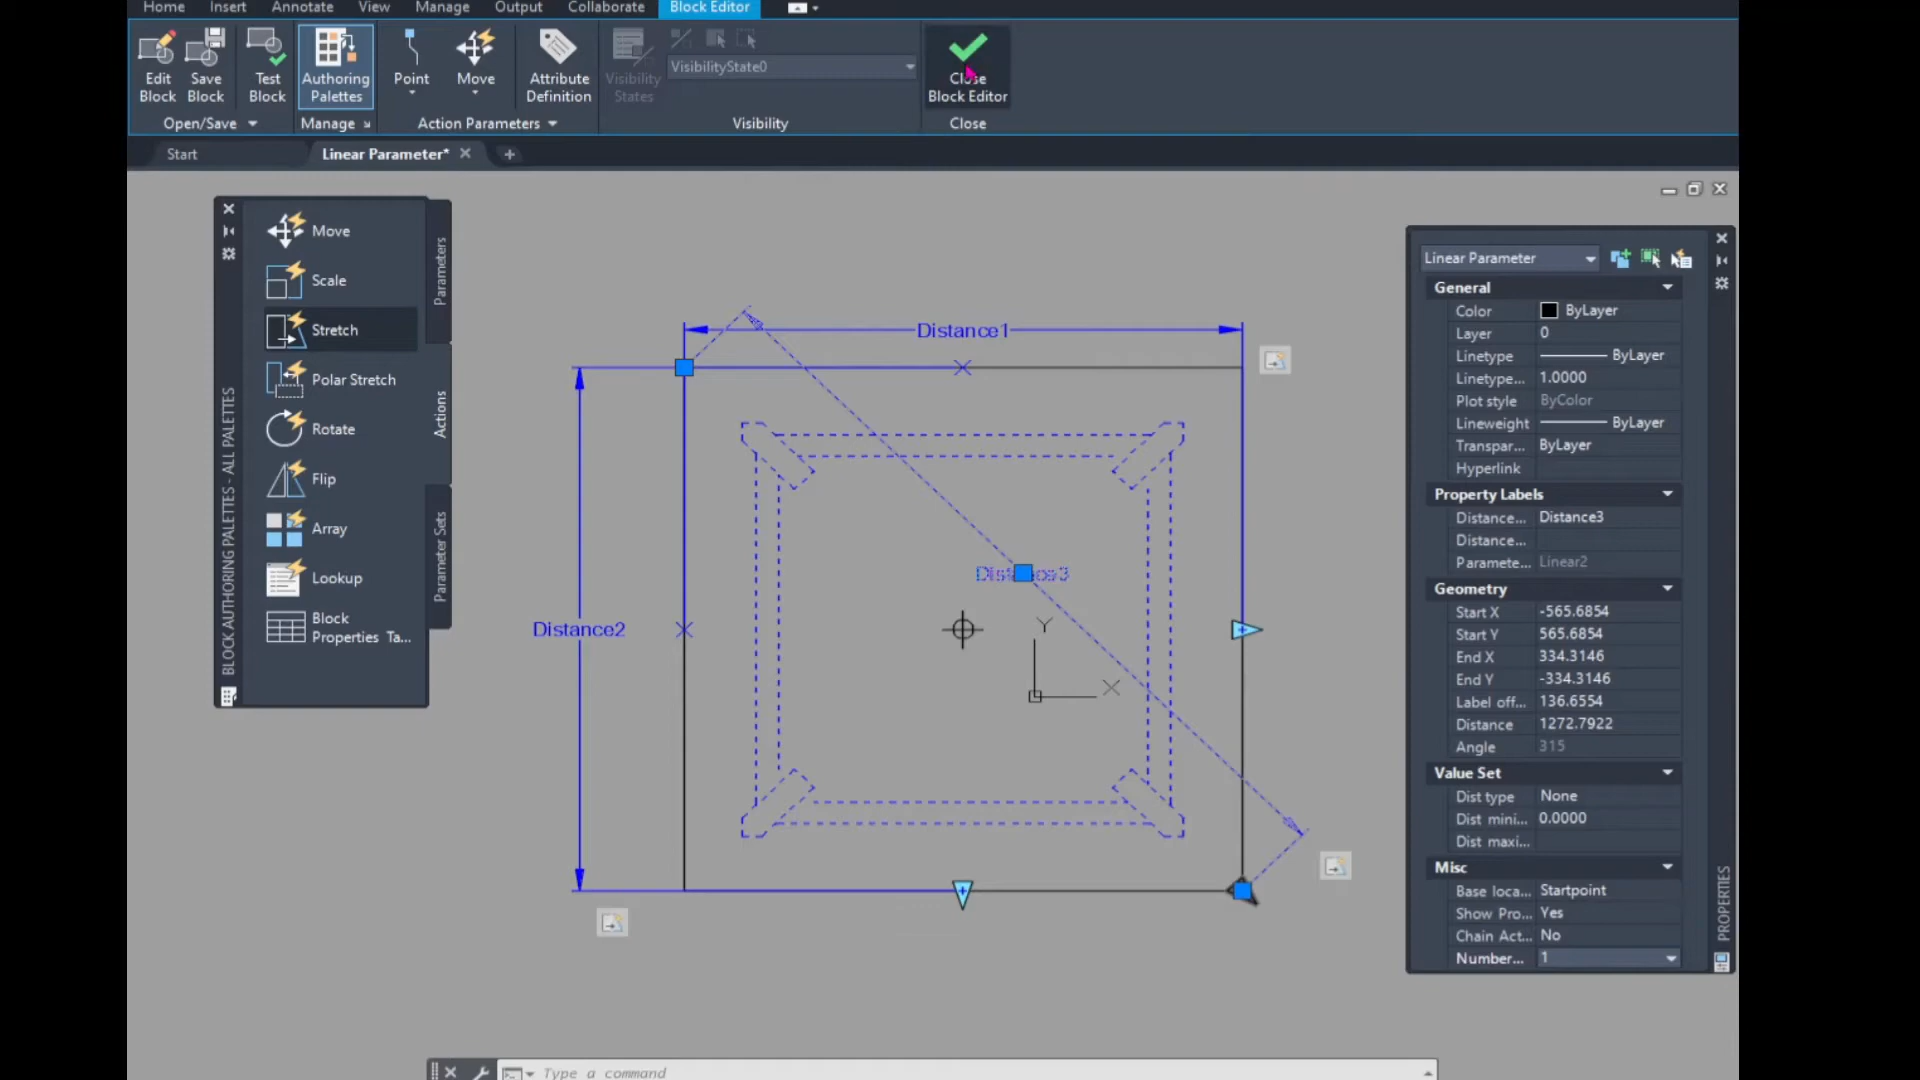 Home Insert Annotate View Manage Output Collaborate Block Editor
Edit Block
Save Block
Test Block
Authoring Palettes
Point
Move
Attribute Definition
Visibility States
VisibilityState0
Close Block Editor
Open/Save
Manage
Action Parameters
Visibility
Close
Start
Linear Parameter*
Move
Scale
Stretch
Polar Stretch
Rotate
Flip
Array
Lookup
Block
Properties Ta...
Parameters
Actions
Parameter Sets
BLOCK AUTHORING PALETTES - ALL PALETTES
Distance1
Distance2
Y
X
Linear Parameter
General
Color ByLayer
Layer 0
Linetype ByLayer
Linetype... 1.0000
Plot style ByColor
Lineweight ByLayer
Transpar... ByLayer
Hyperlink
Property Labels
Distance... Distance3
Distance...
Paramete... Linear2
Geometry
Start X -565.6854
Start Y 565.6854
End X 334.3146
End Y -334.3146
Label off... 136.6554
Distance 1272.7922
Angle 315
Value Set
Dist type None
Dist mini... 0.0000
Dist maxi...
Misc
Base loca... Startpoint
Show Pro... Yes
Chain Act... No
Number... 1
PROPERTIES
Type a command